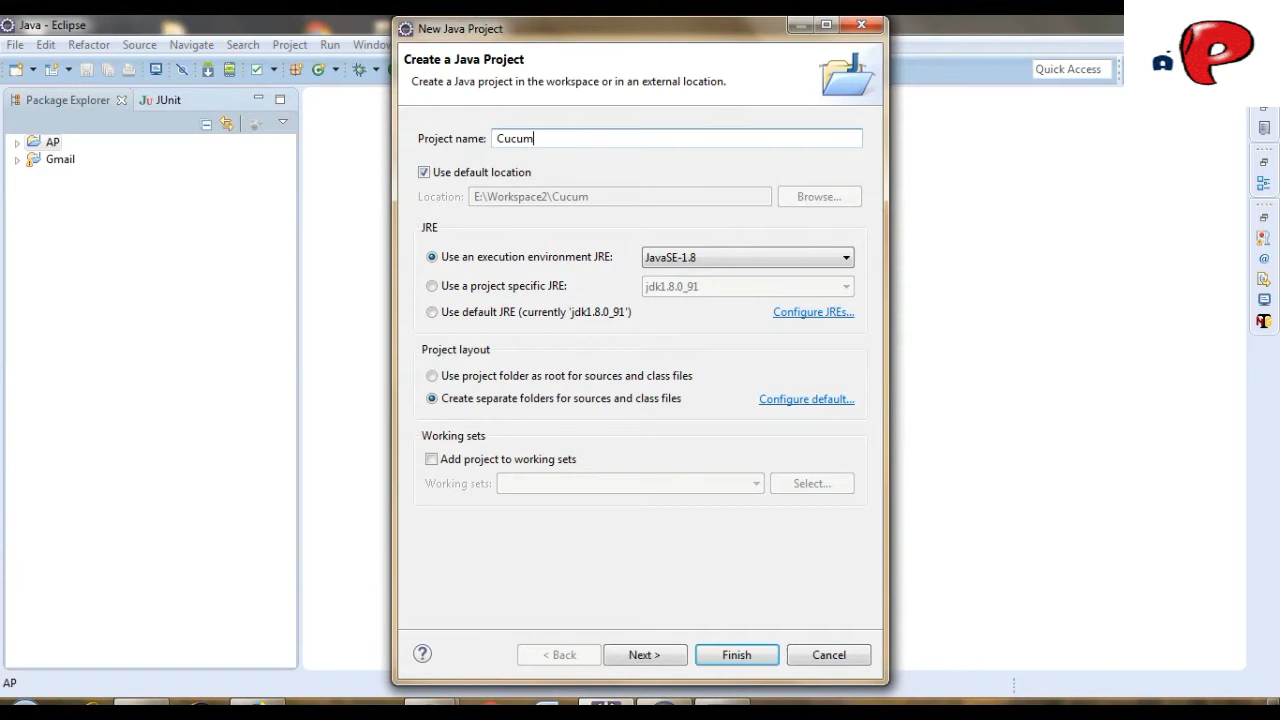 Java - Eclipse
New Java Project
File Edit Refactor Source Navigate Search Project Run Window
Quick Access
Package Explorer
JUnit
AP
Gmail
Create a Java Project
Create a Java project in the workspace or in an external location.
Project name: Cucum
Use default location
Location: E:\Workspace2\Cucum Browse...
JRE
Use an execution environment JRE: JavaSE-1.8
Use a project specific JRE: jdk1.8.0_91
Use default JRE (currently 'jdk1.8.0_91') Configure JREs...
Project layout
Use project folder as root for sources and class files
Create separate folders for sources and class files Configure default...
Working sets
Add project to working sets
Working sets: Select...
< Back Next > Finish Cancel
AP